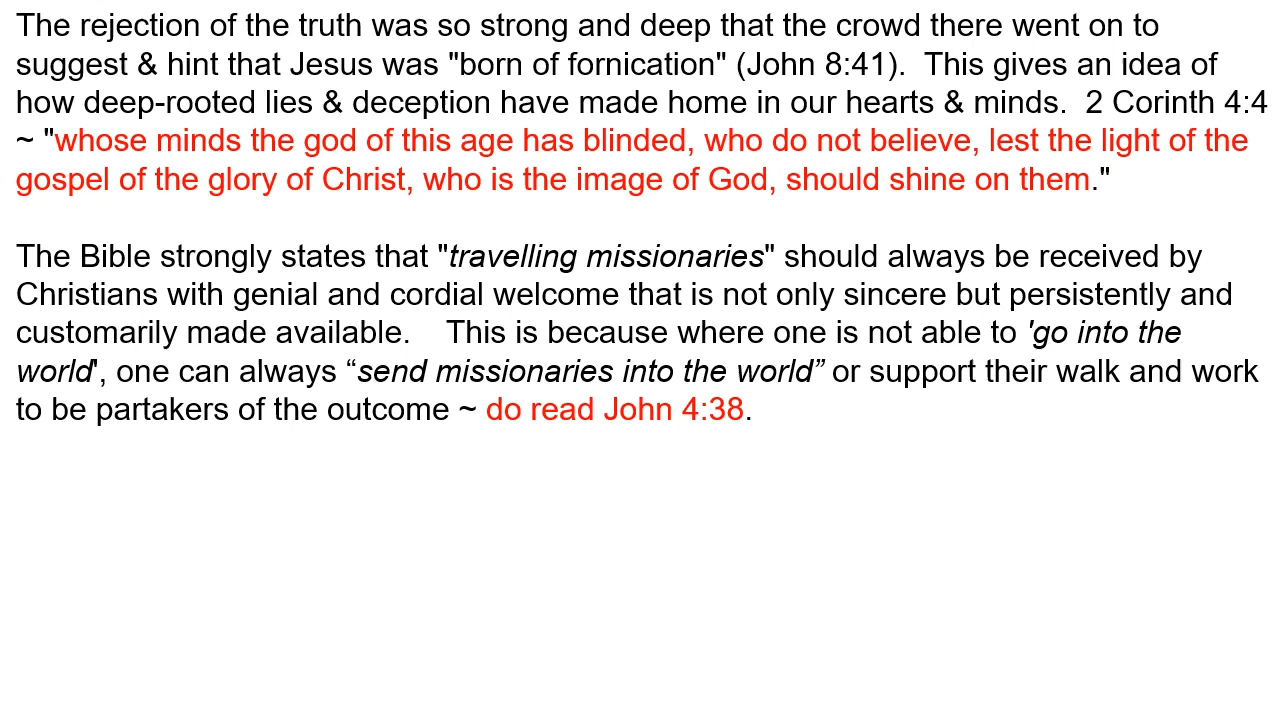 The rejection of the truth was so strong and deep that the crowd there went on to
suggest & hint that Jesus was "born of fornication" (John 8:41).  This gives an idea of
how deep-rooted lies & deception have made home in our hearts & minds.  2 Corinth 4:4
~ "whose minds the god of this age has blinded, who do not believe, lest the light of the
gospel of the glory of Christ, who is the image of God, should shine on them."
The Bible strongly states that "travelling missionaries" should always be received by
Christians with genial and cordial welcome that is not only sincere but persistently and
customarily made available.    This is because where one is not able to 'go into the
world', one can always “send missionaries into the world” or support their walk and work
to be partakers of the outcome ~ do read John 4:38.